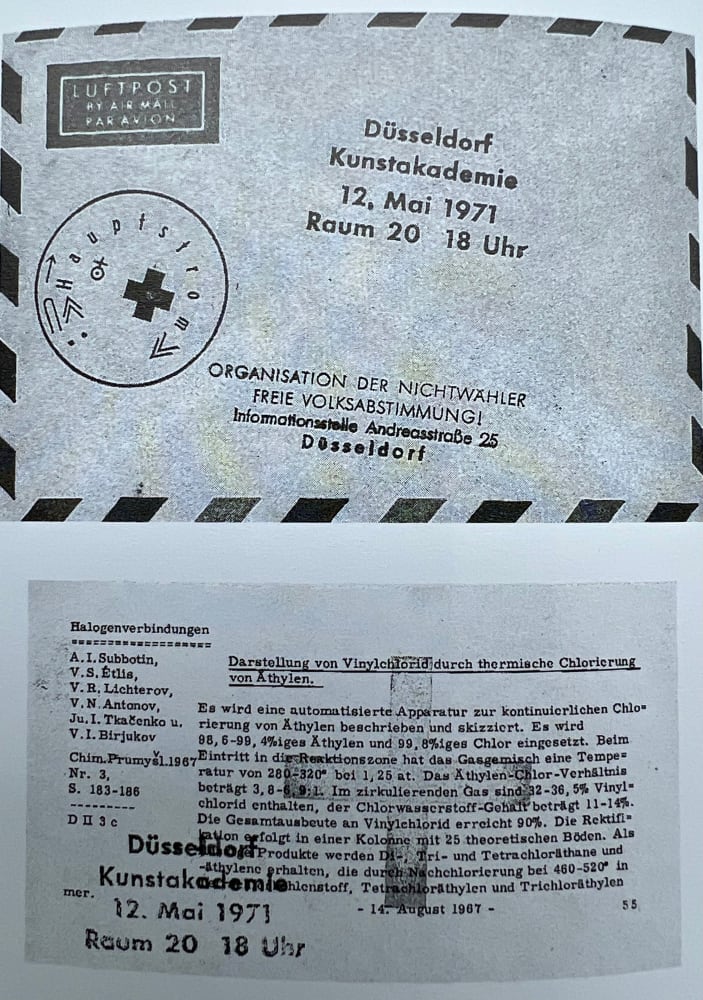 LUFTPOST
BY AIR MAIL
PAR AVION
Düsseldorf
Kunstakademie
12. Mai 1971
Raum 20 18 Uhr
Hauptstrom
ORGANISATION DER NICHTWÄHLER
FREIE VOLKSABSTIMMUNG!
Informationsstelle Andreasstraße 25
Düsseldorf
Halogenverbindungen
===================
A. I. Subbotin,
V. S. Étlis,
V. R. Lichterov,
V. N. Antonov,
Ju. I. Tkačenko u.
V. I. Birjukov
Chim. Prumyšl. 1967
Nr. 3,
S. 183-186
---------
D II 3 c
Darstellung von Vinylchlorid durch thermische Chlorierung
von Äthylen.
Es wird eine automatisierte Apparatur zur kontinuierlichen Chlo=
rierung von Äthylen beschrieben und skizziert. Es wird
98,6-99,4%iges Äthylen und 99,8%iges Chlor eingesetzt. Beim
Eintritt in die Reaktionszone hat das Gasgemisch eine Tempe=
ratur von 280-320° bei 1,25 at. Das Äthylen-Chlor-Verhältnis
beträgt Im zirkulierenden Gas sind 32-36,5% Vinyl=
chlorid enthalten, der Chlorwasserstoff-Gehalt beträgt 11-14%.
Die Gesamtausbeute an Vinylchlorid erreicht 90%. Die Rektifi=
kation erfolgt in einer Kolonne mit 25 theoretischen Böden. Als
Produkte werden Di-, Tri- und Tetrachloräthane und
-äthylene erhalten, die durch Nachchlorierung bei 460-520° in
Tetrachloräthylen und Trichloräthylen
mer.
- 14. August 1967 -
55
Düsseldorf
Kunstakademie
12. Mai 1971
Raum 20 18 Uhr